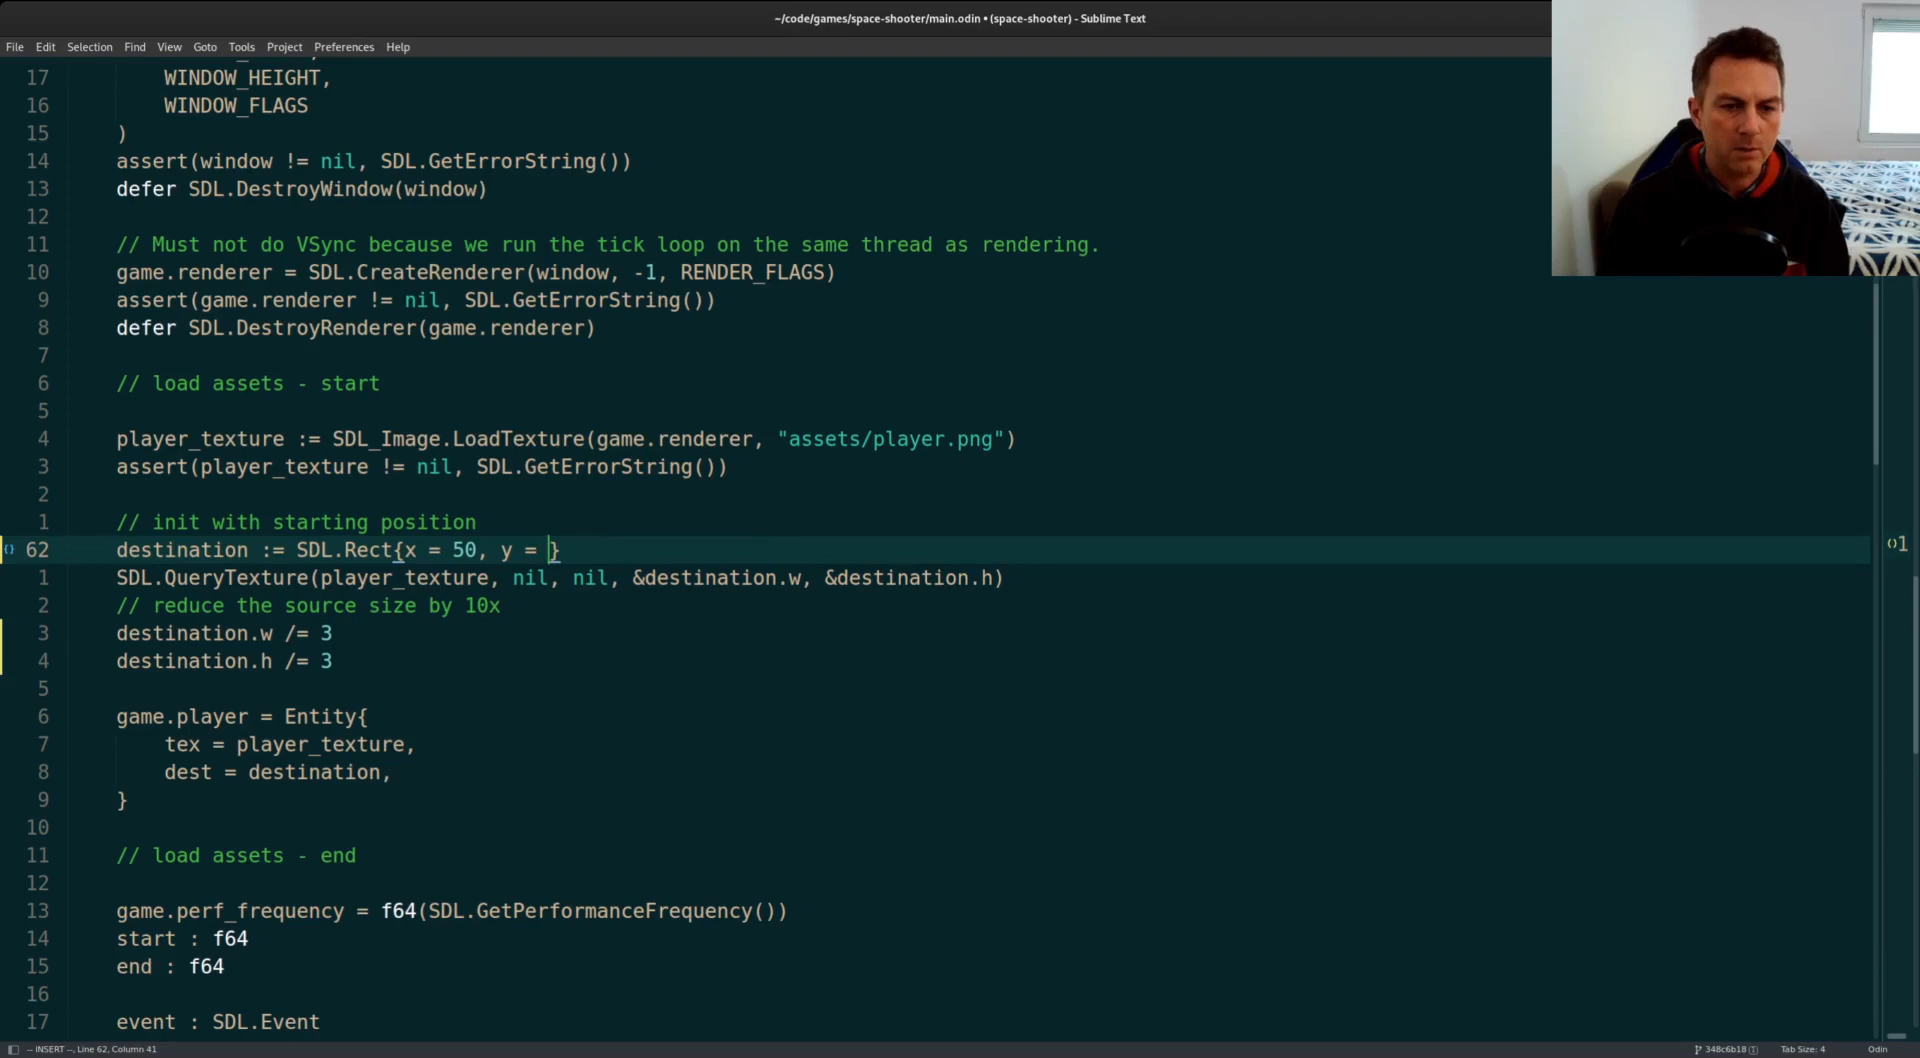 ~/code/games/space-shooter/main.odin • (space-shooter) - Sublime Text
File Edit Selection Find View Goto Tools Project Preferences Help
17 WINDOW_HEIGHT,
16 WINDOW_FLAGS
15 )
14 assert(window != nil, SDL.GetErrorString())
13 defer SDL.DestroyWindow(window)
12
11 // Must not do VSync because we run the tick loop on the same thread as rendering.
10 game.renderer = SDL.CreateRenderer(window, -1, RENDER_FLAGS)
9 assert(game.renderer != nil, SDL.GetErrorString())
8 defer SDL.DestroyRenderer(game.renderer)
7
6 // load assets - start
5
4 player_texture := SDL_Image.LoadTexture(game.renderer, "assets/player.png")
3 assert(player_texture != nil, SDL.GetErrorString())
2
1 // init with starting position
{} 62 destination := SDL.Rect{x = 50, y = } ()1
1 SDL.QueryTexture(player_texture, nil, nil, &destination.w, &destination.h)
2 // reduce the source size by 10x
3 destination.w /= 3
4 destination.h /= 3
5
6 game.player = Entity{
7 tex = player_texture,
8 dest = destination,
9 }
10
11 // load assets - end
12
13 game.perf_frequency = f64(SDL.GetPerformanceFrequency())
14 start : f64
15 end : f64
16
17 event : SDL.Event
-- INSERT --, Line 62, Column 41 348c6b18 [1] Tab Size: 4 Odin